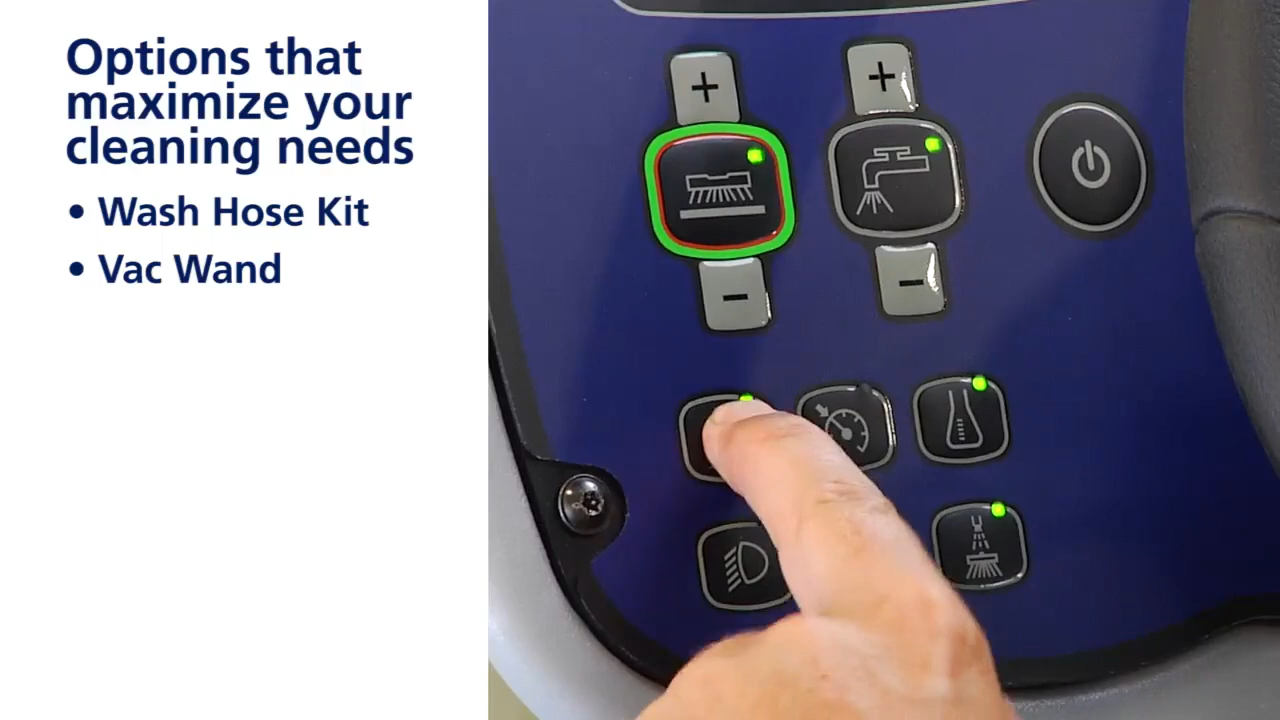 Options that
maximize your
cleaning needs
• Wash Hose Kit
• Vac Wand